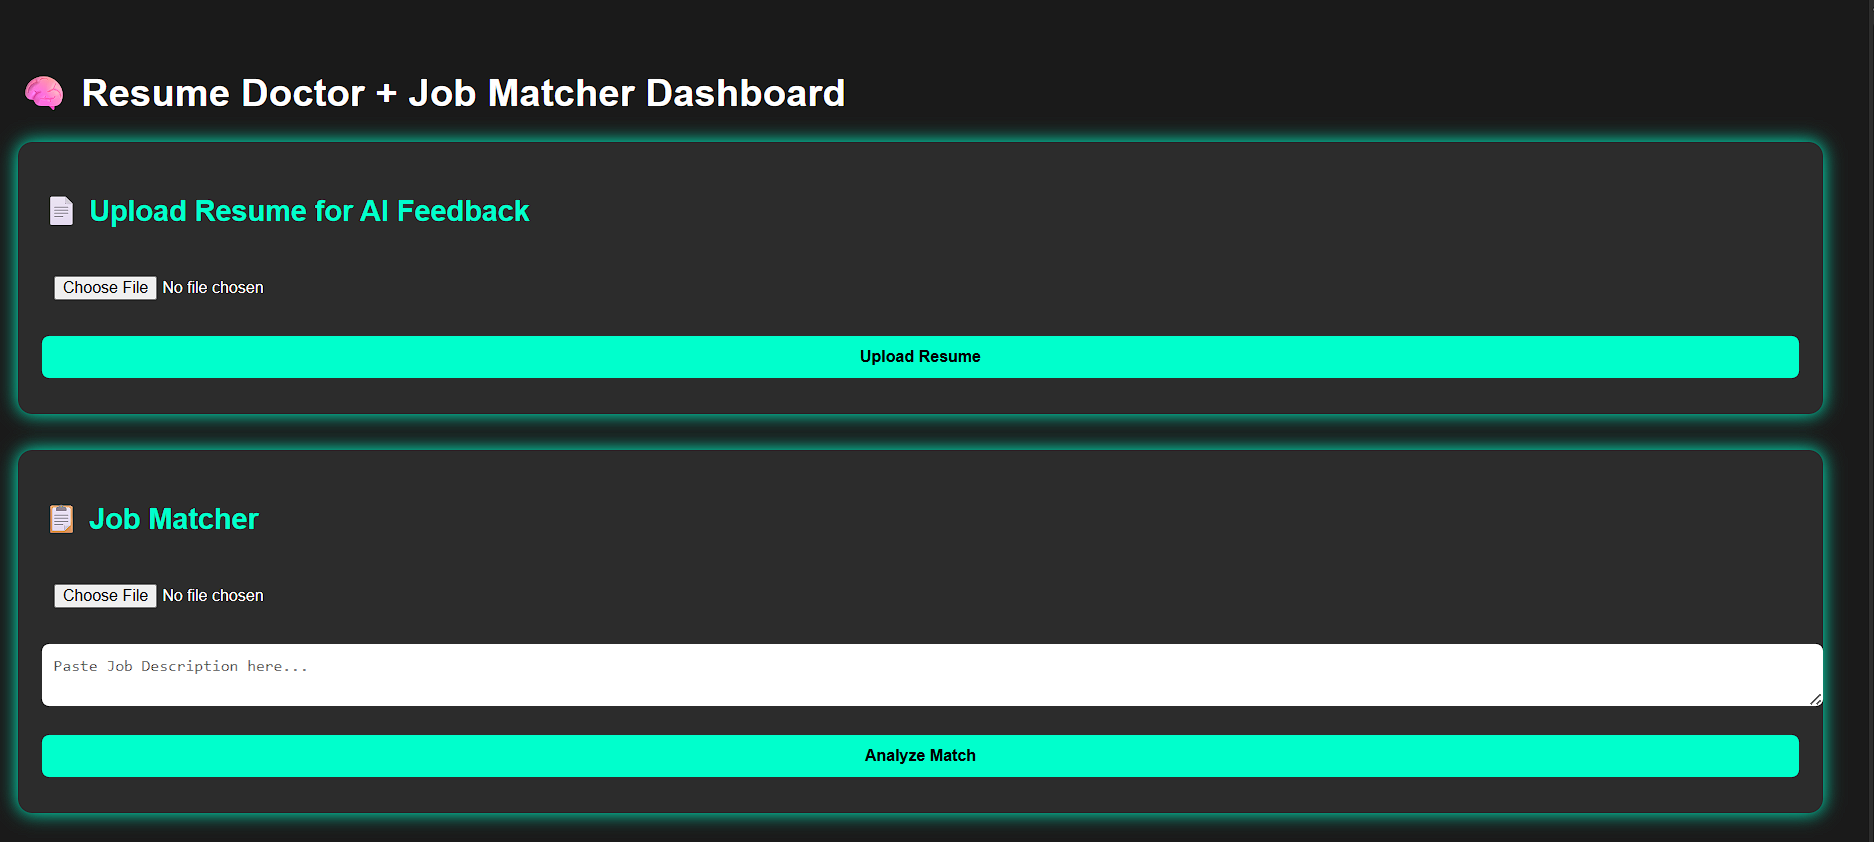 Resume Doctor + Job Matcher Dashboard
Upload Resume for AI Feedback
Choose File No file chosen
Upload Resume
Job Matcher
Choose File No file chosen
Paste Job Description here...
Analyze Match